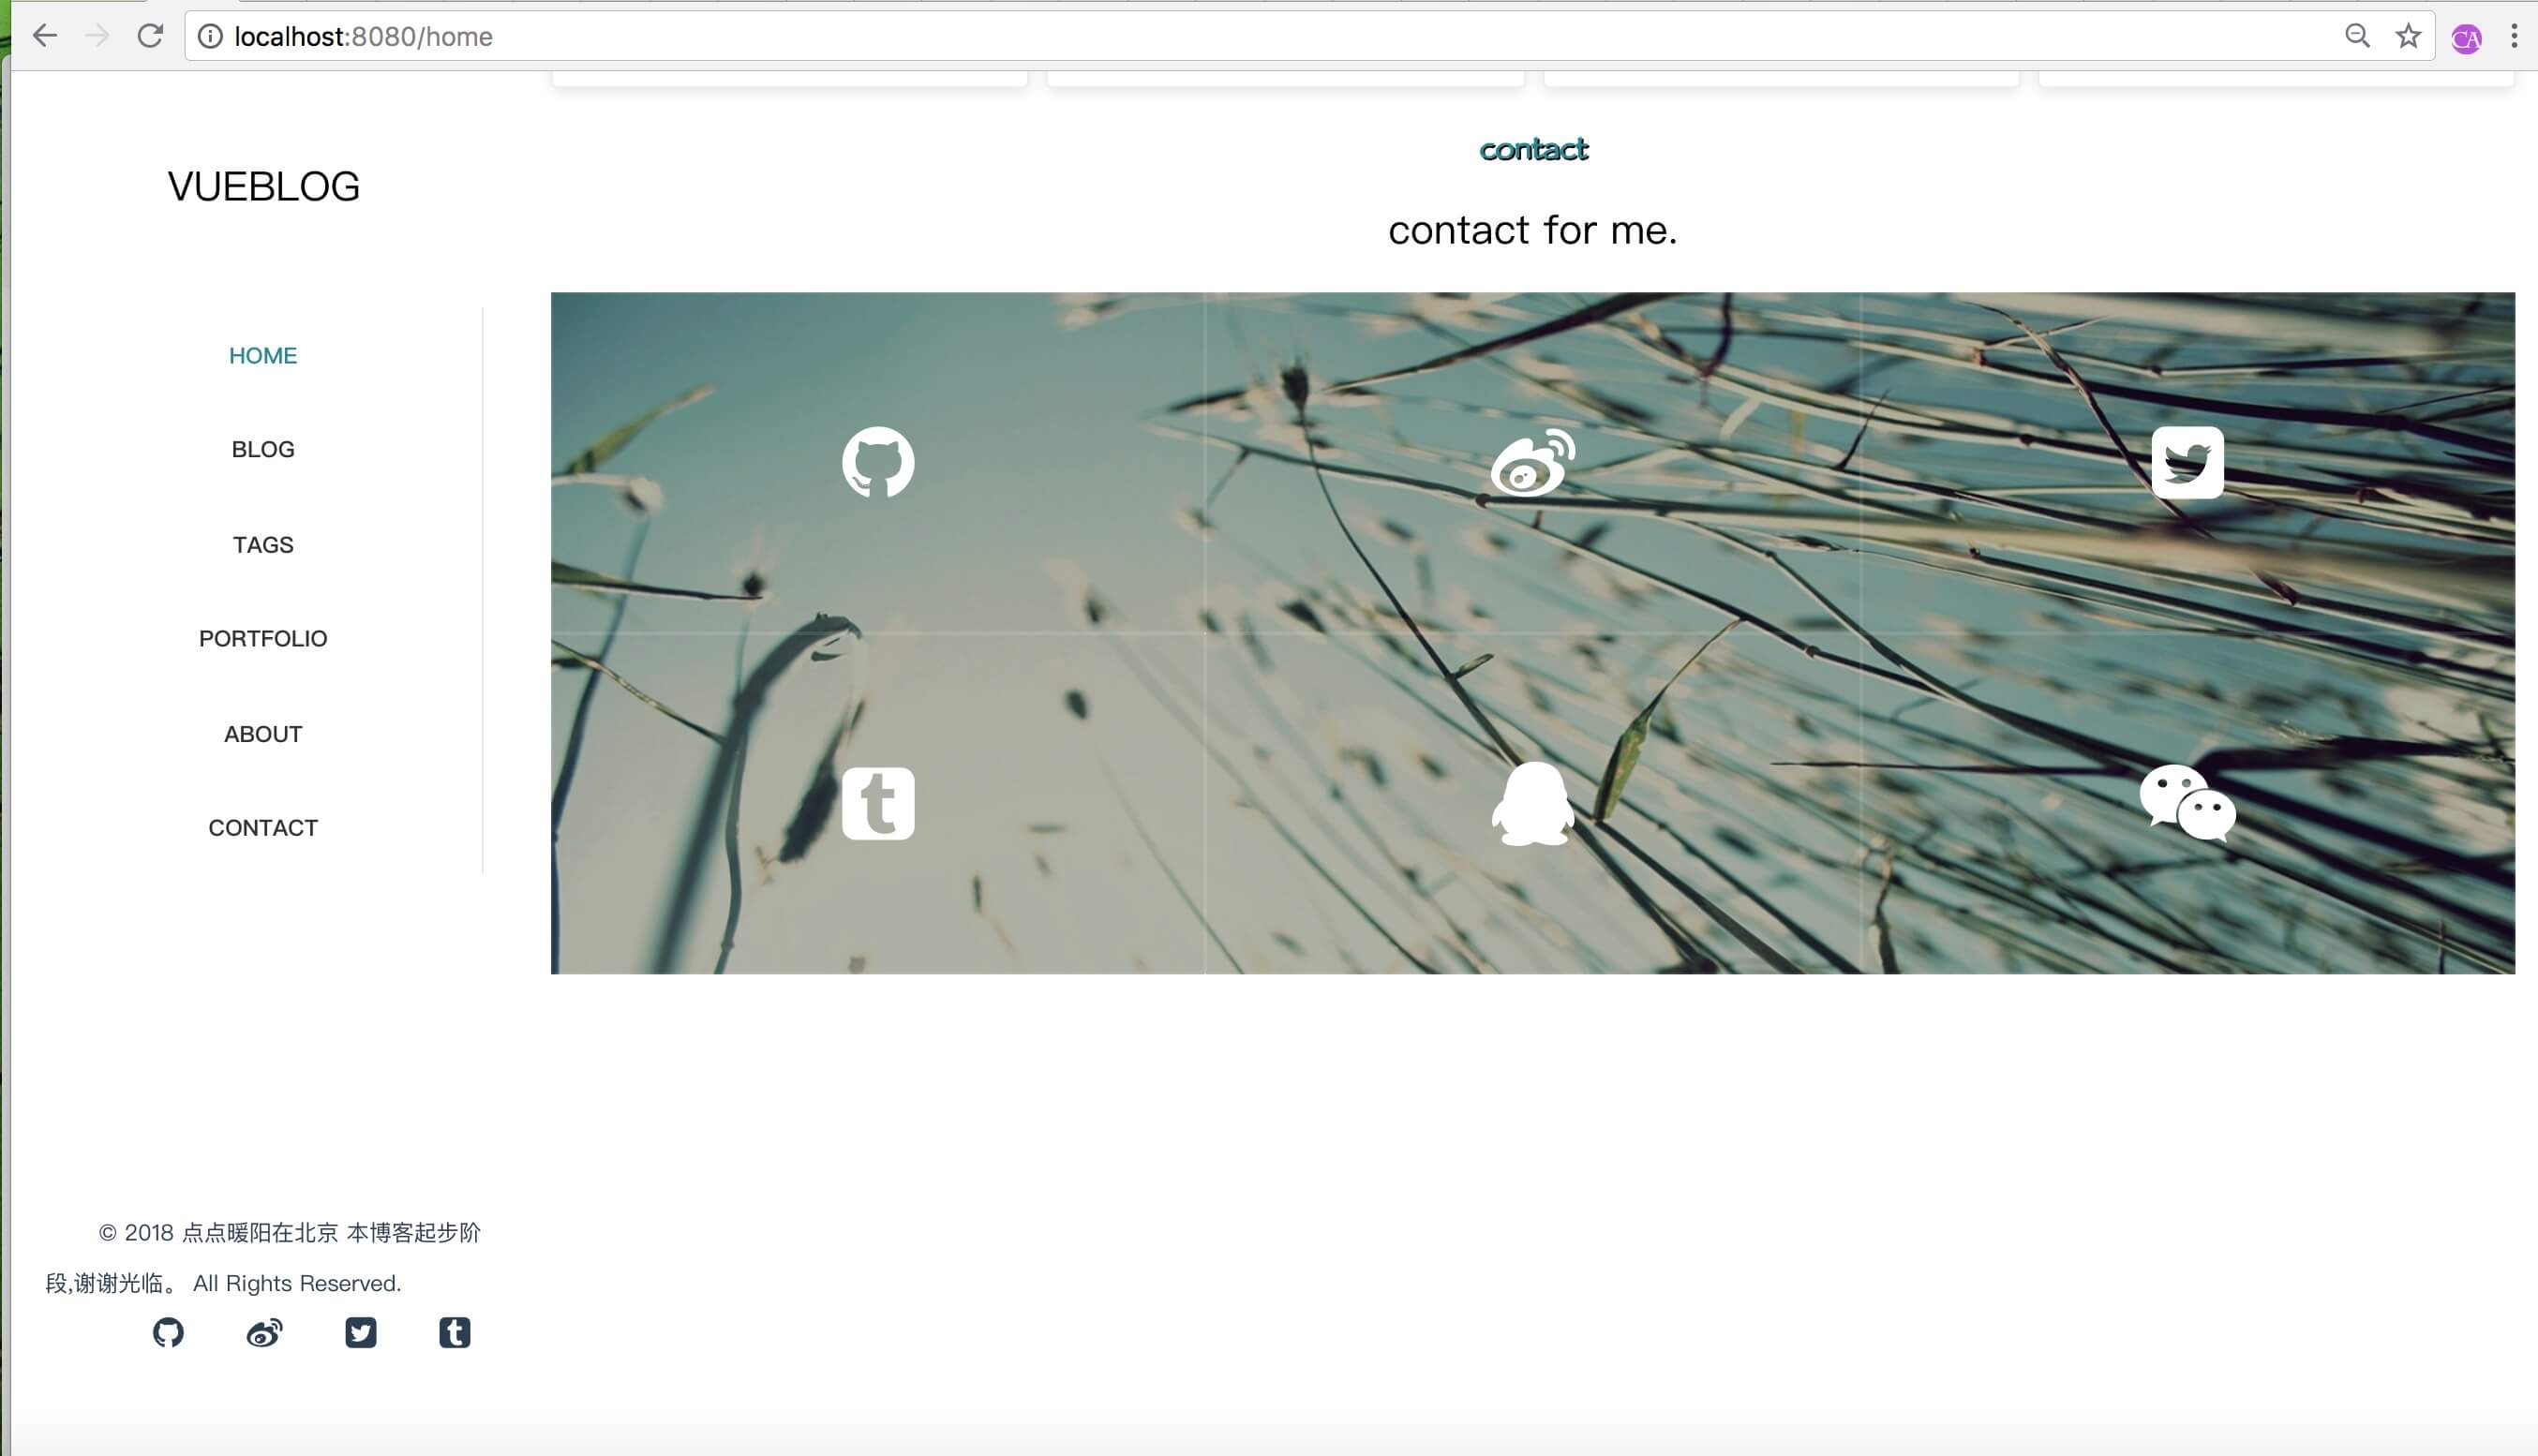 localhost:8080/home
CA
VUEBLOG
HOME
BLOG
TAGS
PORTFOLIO
ABOUT
CONTACT
contact
contact for me.
© 2018 点点暖阳在北京 本博客起步阶
段,谢谢光临。 All Rights Reserved.